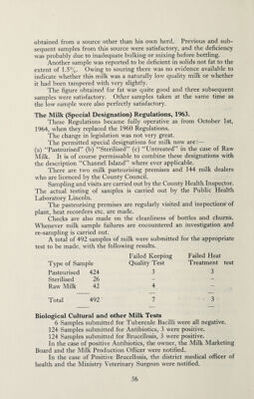 obtained from a source other than his own herd. Previous and sub-
sequent samples from this source were satisfactory, and the deficiency
was probably due to inadequate bulking or mixing before bottling.
Another sample was reported to be deficient in solids not fat to the
extent of 1.5%. Owing to souring there was no evidence available to
indicate whether this milk was a naturally low quality milk or whether
it had been tampered with very slightly.
The figure obtained for fat was quite good and three subsequent
samples were satisfactory. Other samples taken at the same time as
the low sample were also perfectly satisfactory.
The Milk (Special Designation) Regulations, 1963.
These Regulations became fully operative as from October 1st,
1964, when they replaced the 1960 Regulations.
The change in legislation was not very great.
The permitted special designations for milk now are:—
(a) "Pasteurised" (b) "Sterilised" (c) "Untreated" in the case of Raw
Milk. It is of course permissable to combine these designations with
the description "Channel Island" where ever applicable.
There are two milk pasteurising premises and 144 milk dealers
who are licenced by the County Council.
Sampling and visits are carried out by the County Health Inspector.
The actual testing of samples is carried out by the Public Health
Laboratory Lincoln.
The pasteurising premises are regularly visited and inspections of
plant, heat recorders etc, are made.
Checks are also made on the cleanliness of bottles and churns.
Whenever milk sample failures are encountered an investigation and
re-sampling is carried out.
A total of 492 samples of milk were submitted for the appropriate
test to be made, with the following results.
Failed Keeping Failed Heat
Type of Sample Quality Test Treatment test
Pasteurised 424 3 3
Sterilised 26 - -
Raw Milk 42 4 -
Total 492 7 3
Biological Cultural and other Milk Tests
6 Samples submitted for Tubercule Bacilli were all negative.
124 Samples submitted for Antibiotics, 3 were positive.
124 Samples submitted for Brucellosis, 3 were positive.
In the case of positive Antibiotics, the owner, the Milk Marketing
Board and the Milk Production Officer were notified.
In the case of Positive Brucellosis, the district medical officer of
health and the Ministry Veterinary Surgeon were notified.
56